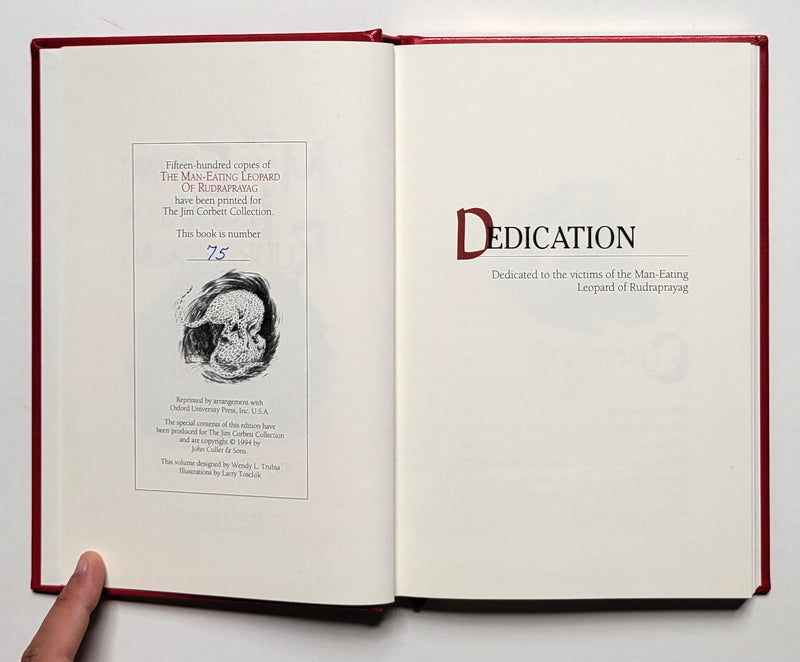 Fifteen-hundred copies of
THE MAN-EATING LEOPARD
OF RUDRAPRAYAG
have been printed for
The Jim Corbett Collection.
This book is number
75
Reprinted by arrangement with
Oxford University Press, Inc. U.S.A.
The special contents of this edition have
been produced for The Jim Corbett Collection
and are copyright © 1994 by
John Culler & Sons.
This volume designed by Wendy L. Trubia
Illustrations by Larry Toschik
DEDICATION
Dedicated to the victims of the Man-Eating
Leopard of Rudraprayag